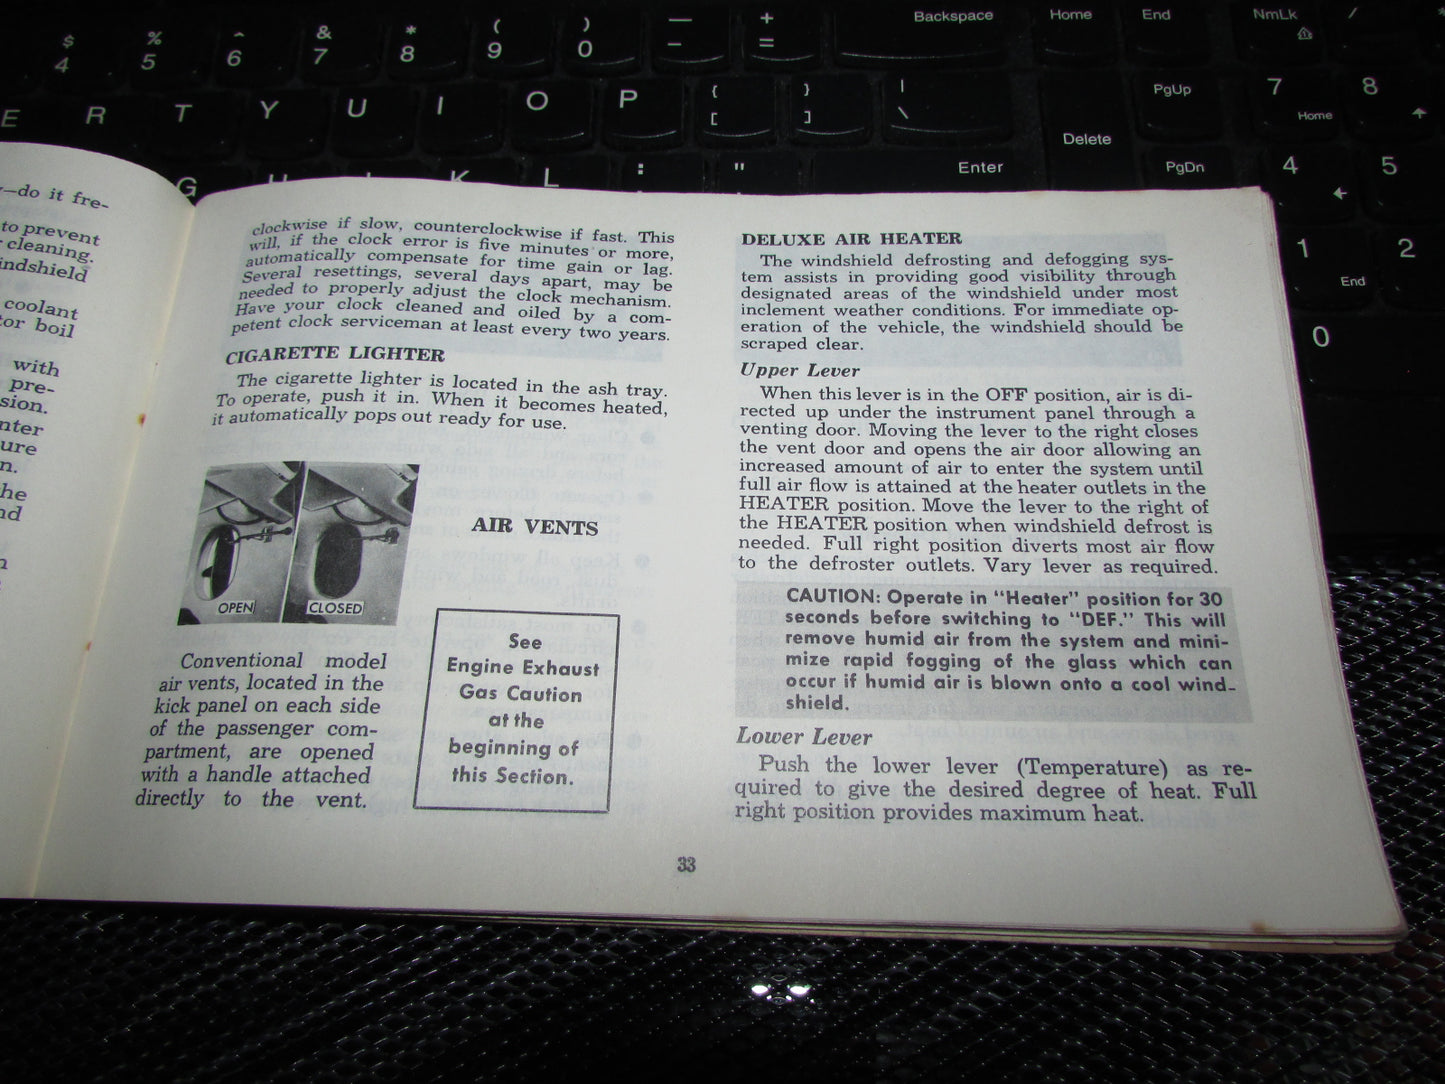 $ % ^ & * ( ) — + Backspace Home End NmLk /
4 5 6 7 8 9 0 - =
E R T Y U I O P { } | PgUp 7 8
[ ] \ Home
Delete
G K L : " Enter PgDn 4 5
1 2
End
0
—do it fre-
to prevent
cleaning.
indshield
coolant
tor boil
with
pre-
sion.
nter
ure
n.
he
nd
clockwise if slow, counterclockwise if fast. This
will, if the clock error is five minutes or more,
automatically compensate for time gain or lag.
Several resettings, several days apart, may be
needed to properly adjust the clock mechanism.
Have your clock cleaned and oiled by a com-
petent clock serviceman at least every two years.
CIGARETTE LIGHTER
The cigarette lighter is located in the ash tray.
To operate, push it in. When it becomes heated,
it automatically pops out ready for use.
OPEN
CLOSED
AIR VENTS
Conventional model
air vents, located in the
kick panel on each side
of the passenger com-
partment, are opened
with a handle attached
directly to the vent.
See
Engine Exhaust
Gas Caution
at the
beginning of
this Section.
DELUXE AIR HEATER
The windshield defrosting and defogging sys-
tem assists in providing good visibility through
designated areas of the windshield under most
inclement weather conditions. For immediate op-
eration of the vehicle, the windshield should be
scraped clear.
Upper Lever
When this lever is in the OFF position, air is di-
rected up under the instrument panel through a
venting door. Moving the lever to the right closes
the vent door and opens the air door allowing an
increased amount of air to enter the system until
full air flow is attained at the heater outlets in the
HEATER position. Move the lever to the right of
the HEATER position when windshield defrost is
needed. Full right position diverts most air flow
to the defroster outlets. Vary lever as required.
CAUTION: Operate in "Heater" position for 30
seconds before switching to "DEF." This will
remove humid air from the system and mini-
mize rapid fogging of the glass which can
occur if humid air is blown onto a cool wind-
shield.
Lower Lever
Push the lower lever (Temperature) as re-
quired to give the desired degree of heat. Full
right position provides maximum heat.
33